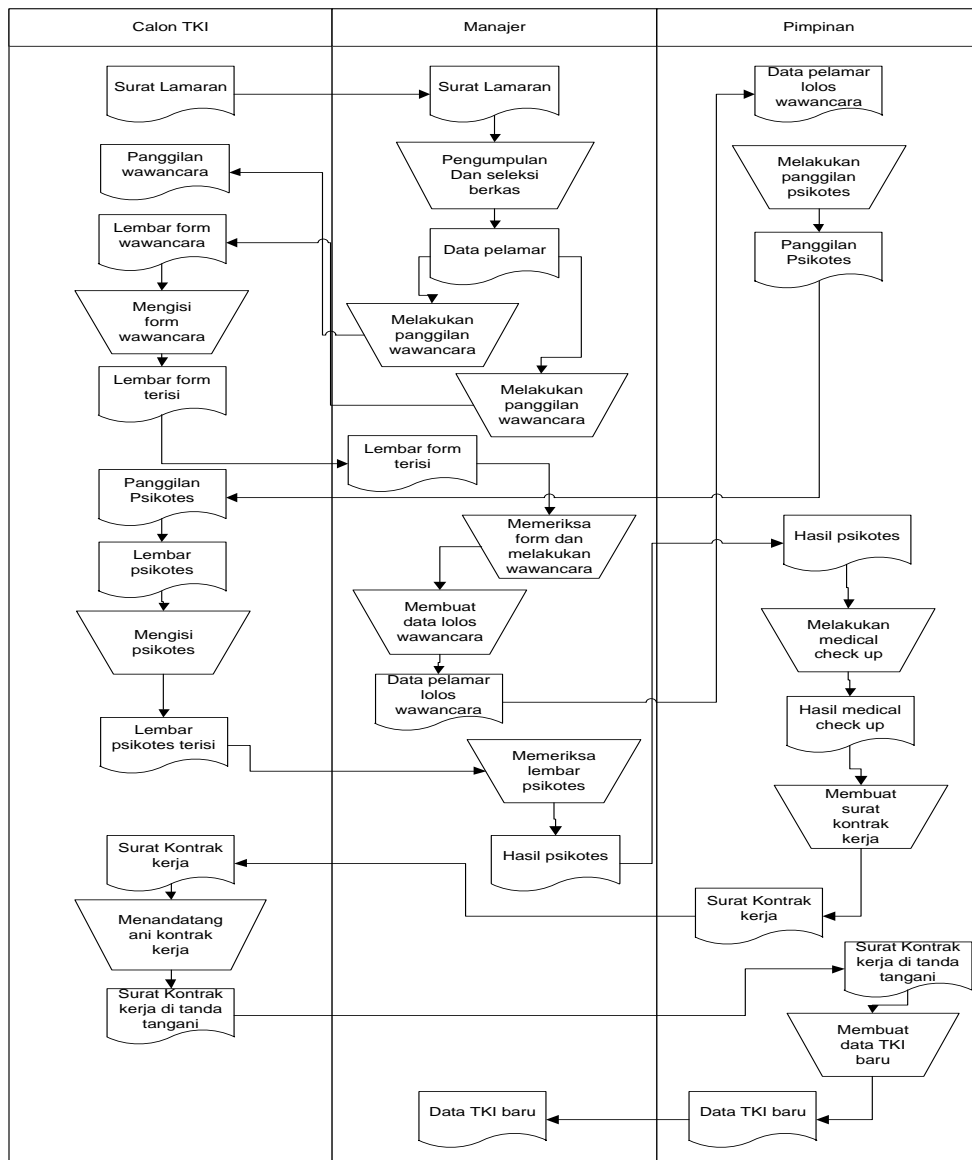 Calon TKI
Manajer
Pimpinan
Surat Lamaran
Panggilan
wawancara
Lembar form
wawancara
Mengisi
form
wawancara
Lembar form
terisi
Panggilan
Psikotes
Lembar
psikotes
Mengisi
psikotes
Lembar
psikotes terisi
Surat Kontrak
kerja
Menandatang
ani kontrak
kerja
Surat Kontrak
kerja di tanda
tangani
Surat Lamaran
Pengumpulan
Dan seleksi
berkas
Data pelamar
Melakukan
panggilan
wawancara
Melakukan
panggilan
wawancara
Lembar form
terisi
Memeriksa
form dan
melakukan
wawancara
Membuat
data lolos
wawancara
Data pelamar
lolos
wawancara
Memeriksa
lembar
psikotes
Hasil psikotes
Data TKI baru
Data pelamar
lolos
wawancara
Melakukan
panggilan
psikotes
Panggilan
Psikotes
Hasil psikotes
Melakukan
medical
check up
Hasil medical
check up
Membuat
surat
kontrak
kerja
Surat Kontrak
kerja
Surat Kontrak
kerja di tanda
tangani
Membuat
data TKI
baru
Data TKI baru